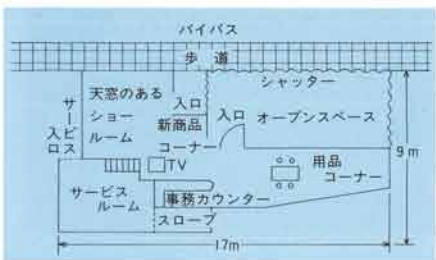 バイパス
歩道
シャッター
天窓のある
ショー
ルーム
入口
新商品
コーナー
入口
オープンスペース
サービス
入口
TV
用品
コーナー
9m
サービス
ルーム
事務カウンター
スロープ
17m